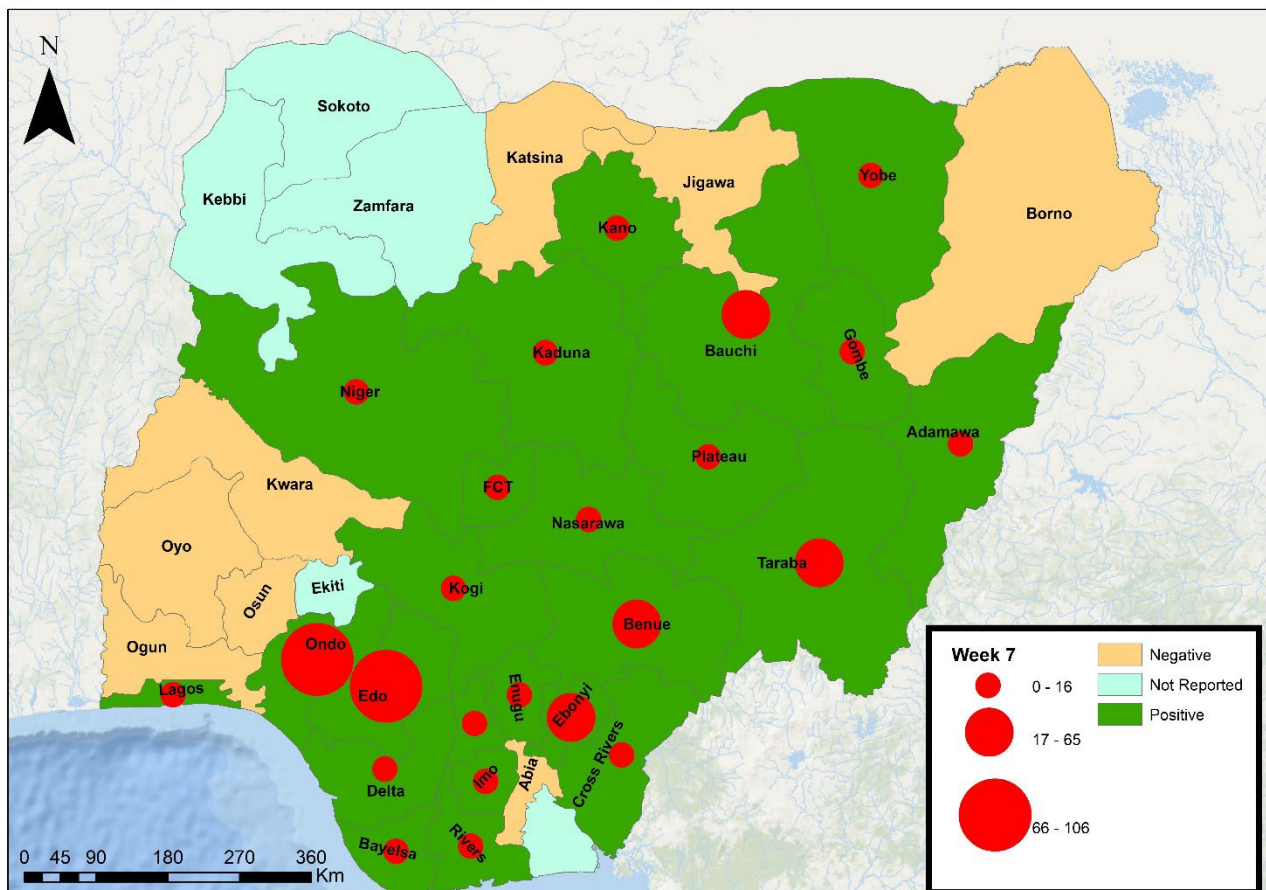 N
Sokoto
Katsina
Jigawa
Kebbi
Zamfara
Yobe
Borno
Kano
Kaduna
Bauchi
Gombe
Niger
Adamawa
Plateau
FCT
Kwara
Nasarawa
Oyo
Taraba
Ekiti
Osun
Kogi
Benue
Ogun
Ondo
Edo
Lagos
Enugu
Ebonyi
Cross Rivers
Abia
Imo
Delta
Bayelsa
Rivers
0 45 90 180 270 360
Km
Week 7
0 - 16
17 - 65
66 - 106
Negative
Not Reported
Positive